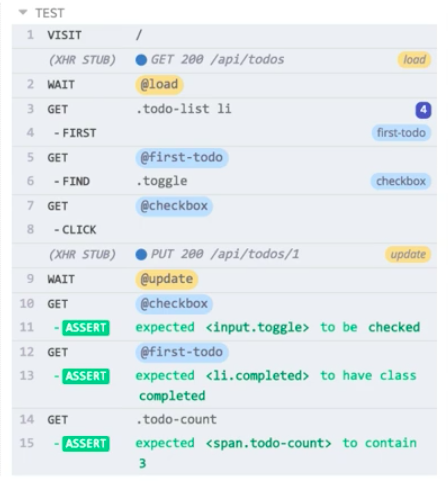 TEST
1 VISIT /
(XHR STUB) GET 200 /api/todos load
2 WAIT @load
3 GET .todo-list li 4
4 - FIRST first-todo
5 GET @first-todo
6 - FIND .toggle checkbox
7 GET @checkbox
8 - CLICK
(XHR STUB) PUT 200 /api/todos/1 update
9 WAIT @update
10 GET @checkbox
11 - ASSERT expected <input.toggle> to be checked
12 GET @first-todo
13 - ASSERT expected <li.completed> to have class
completed
14 GET .todo-count
15 - ASSERT expected <span.todo-count> to contain
3